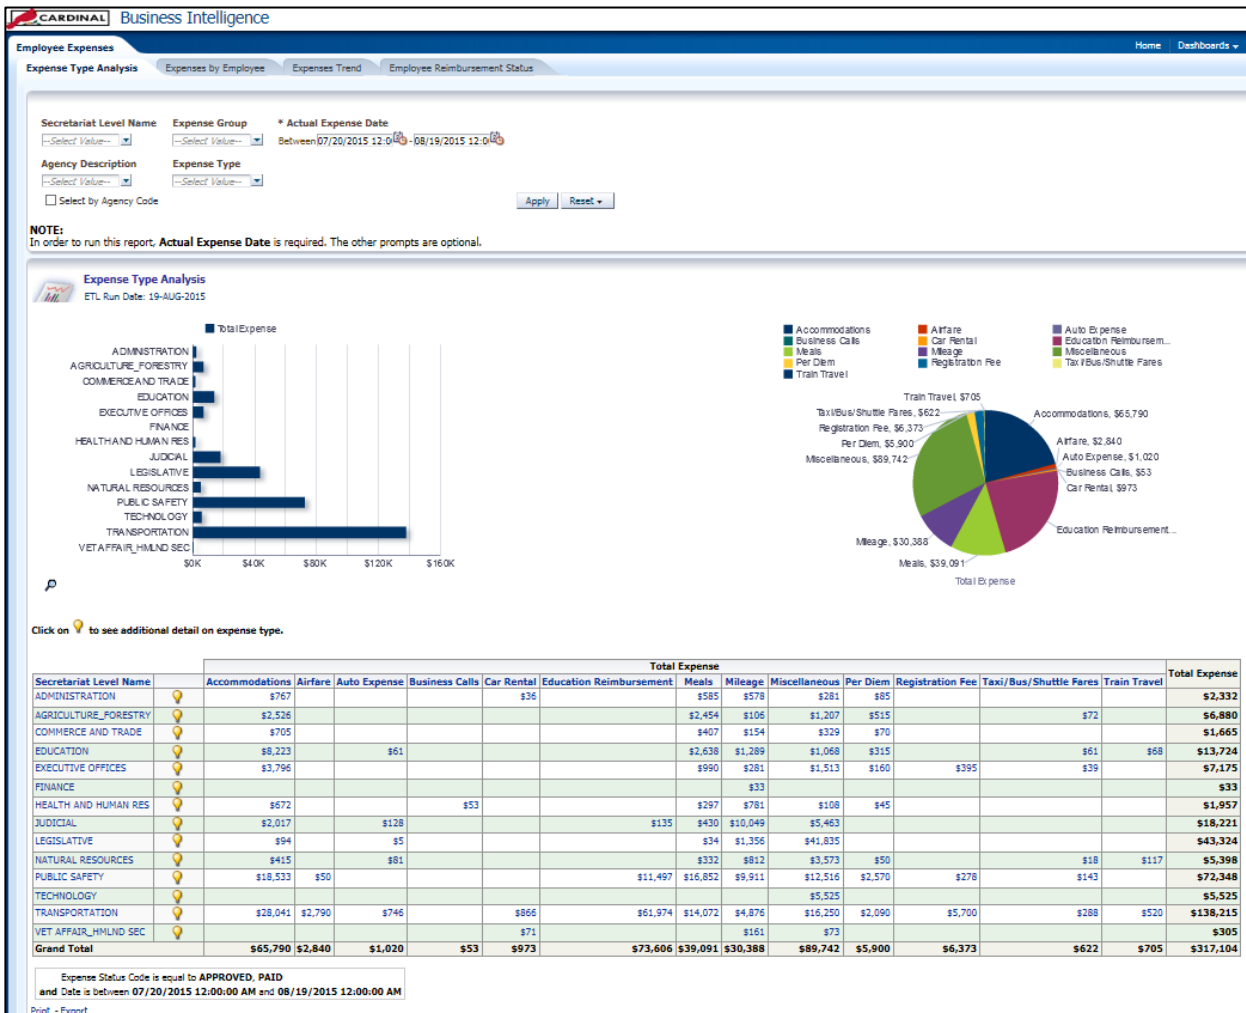 CARDINAL Business Intelligence
Employee Expenses
Home Dashboards
Expense Type Analysis Expenses by Employee Expenses Trend Employee Reimbursement Status
Secretariat Level Name Expense Group * Actual Expense Date
--Select Value-- --Select Value-- Between 07/20/2015 12:0 - 08/19/2015 12:0
Agency Description Expense Type
--Select Value-- --Select Value--
Select by Agency Code
Apply Reset
NOTE:
In order to run this report, Actual Expense Date is required. The other prompts are optional.
Expense Type Analysis
ETL Run Date: 19-AUG-2015
Total Expense
ADMINISTRATION
AGRICULTURE_FORESTRY
COMMERCE AND TRADE
EDUCATION
EXECUTIVE OFFICES
FINANCE
HEALTH AND HUMAN RES
JUDICIAL
LEGISLATIVE
NATURAL RESOURCES
PUBLIC SAFETY
TECHNOLOGY
TRANSPORTATION
VET AFFAIR_HMLND SEC
$0K $40K $80K $120K $160K
Accommodations Airfare Auto Expense
Business Calls Car Rental Education Reimbursem...
Meals Mileage Miscellaneous
Per Diem Registration Fee Taxi/Bus/Shuttle Fares
Train Travel
Train Travel, $705
Taxi/Bus/Shuttle Fares, $622
Registration Fee, $6,373
Per Diem, $5,900
Miscellaneous, $89,742
Accommodations, $65,790
Airfare, $2,840
Auto Expense, $1,020
Business Calls, $53
Car Rental, $973
Education Reimbursement...
Mileage, $30,388
Meals, $39,091
Total Expense
Click on to see additional detail on expense type.
Total Expense
Secretariat Level Name Accommodations Airfare Auto Expense Business Calls Car Rental Education Reimbursement Meals Mileage Miscellaneous Per Diem Registration Fee Taxi/Bus/Shuttle Fares Train Travel Total Expense
ADMINISTRATION $767 $36 $585 $578 $281 $85 $2,332
AGRICULTURE_FORESTRY $2,526 $2,454 $106 $1,207 $515 $72 $6,880
COMMERCE AND TRADE $705 $407 $154 $329 $70 $1,665
EDUCATION $8,223 $61 $2,638 $1,289 $1,068 $315 $61 $68 $13,724
EXECUTIVE OFFICES $3,796 $990 $281 $1,513 $160 $395 $39 $7,175
FINANCE $33 $33
HEALTH AND HUMAN RES $672 $53 $297 $781 $108 $45 $1,957
JUDICIAL $2,017 $128 $135 $430 $10,049 $5,463 $18,221
LEGISLATIVE $94 $5 $34 $1,356 $41,835 $43,324
NATURAL RESOURCES $415 $81 $332 $812 $3,573 $50 $18 $117 $5,398
PUBLIC SAFETY $18,533 $50 $11,497 $16,852 $9,911 $12,516 $2,570 $278 $143 $72,348
TECHNOLOGY $5,525 $5,525
TRANSPORTATION $28,041 $2,790 $746 $866 $61,974 $14,072 $4,876 $16,250 $2,090 $5,700 $288 $520 $138,215
VET AFFAIR_HMLND SEC $71 $161 $73 $305
Grand Total $65,790 $2,840 $1,020 $53 $973 $73,606 $39,091 $30,388 $89,742 $5,900 $6,373 $622 $705 $317,104
Expense Status Code is equal to APPROVED, PAID
and Date is between 07/20/2015 12:00:00 AM and 08/19/2015 12:00:00 AM
Print - Export